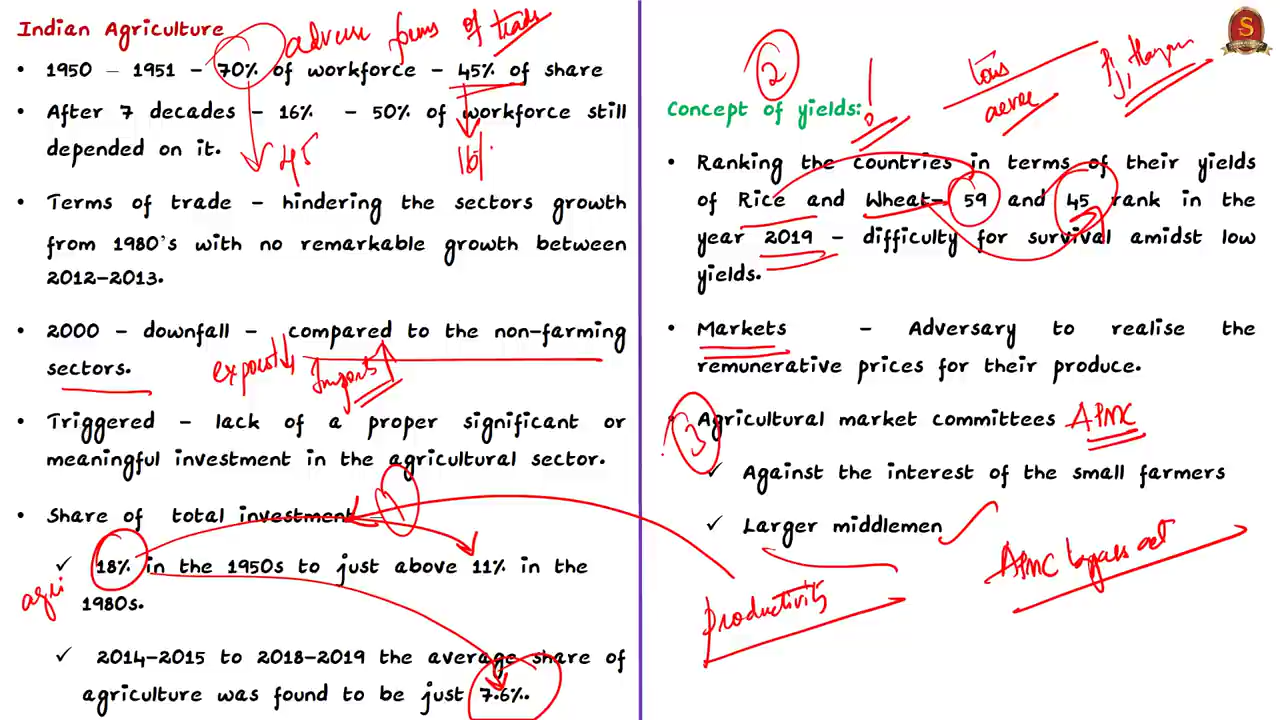 Indian Agriculture
adverse forms of trade
• 1950 – 1951 – 70% of workforce – 45% of share
• After 7 decades – 16% – 50% of workforce still
depended on it.
45
16%
• Terms of trade – hindering the sectors growth
from 1980's with no remarkable growth between
2012–2013.
• 2000 – downfall – compared to the non-farming
sectors.
export↓
Imports
• Triggered – lack of a proper significant or
meaningful investment in the agricultural sector.
1
• Share of total investment –
✓ 18% in the 1950s to just above 11% in the
1980s.
agri
✓ 2014–2015 to 2018–2019 the average share of
agriculture was found to be just 7.6%.
S
2
Concept of yields:
!
• Ranking the countries in terms of their yields
of Rice and Wheat– 59 and 45 rank in the
year 2019 – difficulty for survival amidst low
yields.
• Markets – Adversary to realise the
remunerative prices for their produce.
3
• Agricultural market committees APMC
✓ Against the interest of the small farmers
✓ Larger middlemen
APMC bypass act
Productivity